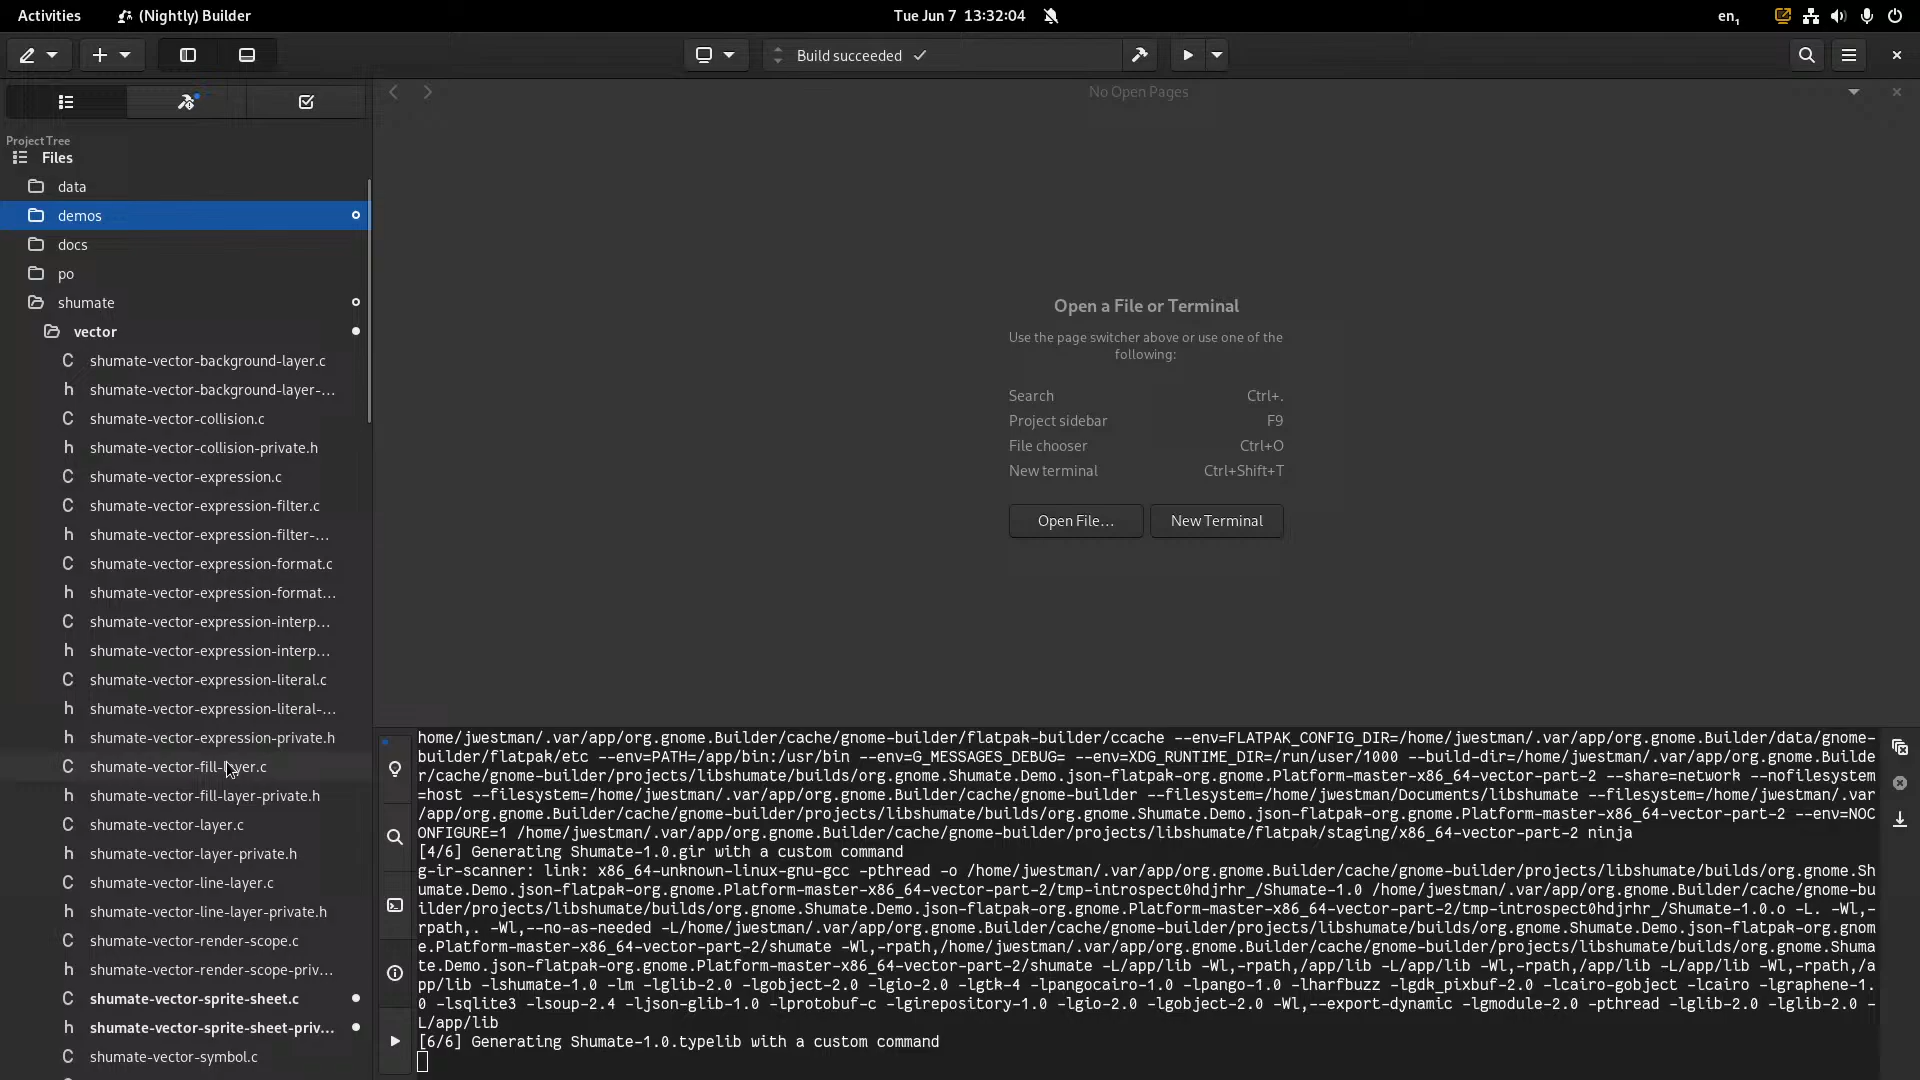 Activities
(Nightly) Builder
Tue Jun 7 13:32:04
en₁
Build succeeded
No Open Pages
Project Tree
Files
data
demos
docs
po
shumate
vector
C shumate-vector-background-layer.c
h shumate-vector-background-layer-…
C shumate-vector-collision.c
h shumate-vector-collision-private.h
C shumate-vector-expression.c
C shumate-vector-expression-filter.c
h shumate-vector-expression-filter-…
C shumate-vector-expression-format.c
h shumate-vector-expression-format…
C shumate-vector-expression-interp…
h shumate-vector-expression-interp…
C shumate-vector-expression-literal.c
h shumate-vector-expression-literal-…
h shumate-vector-expression-private.h
C shumate-vector-fill-layer.c
h shumate-vector-fill-layer-private.h
C shumate-vector-layer.c
h shumate-vector-layer-private.h
C shumate-vector-line-layer.c
h shumate-vector-line-layer-private.h
C shumate-vector-render-scope.c
h shumate-vector-render-scope-priv…
C shumate-vector-sprite-sheet.c
h shumate-vector-sprite-sheet-priv…
C shumate-vector-symbol.c
Open a File or Terminal
Use the page switcher above or use one of the
following:
Search Ctrl+.
Project sidebar F9
File chooser Ctrl+O
New terminal Ctrl+Shift+T
Open File…
New Terminal
home/jwestman/.var/app/org.gnome.Builder/cache/gnome-builder/flatpak-builder/ccache --env=FLATPAK_CONFIG_DIR=/home/jwestman/.var/app/org.gnome.Builder/data/gnome-
builder/flatpak/etc --env=PATH=/app/bin:/usr/bin --env=G_MESSAGES_DEBUG= --env=XDG_RUNTIME_DIR=/run/user/1000 --build-dir=/home/jwestman/.var/app/org.gnome.Builde
r/cache/gnome-builder/projects/libshumate/builds/org.gnome.Shumate.Demo.json-flatpak-org.gnome.Platform-master-x86_64-vector-part-2 --share=network --nofilesystem
=host --filesystem=/home/jwestman/.var/app/org.gnome.Builder/cache/gnome-builder --filesystem=/home/jwestman/Documents/libshumate --filesystem=/home/jwestman/.var
/app/org.gnome.Builder/cache/gnome-builder/projects/libshumate/builds/org.gnome.Shumate.Demo.json-flatpak-org.gnome.Platform-master-x86_64-vector-part-2 --env=NOC
ONFIGURE=1 /home/jwestman/.var/app/org.gnome.Builder/cache/gnome-builder/projects/libshumate/flatpak/staging/x86_64-vector-part-2 ninja
[4/6] Generating Shumate-1.0.gir with a custom command
g-ir-scanner: link: x86_64-unknown-linux-gnu-gcc -pthread -o /home/jwestman/.var/app/org.gnome.Builder/cache/gnome-builder/projects/libshumate/builds/org.gnome.Sh
umate.Demo.json-flatpak-org.gnome.Platform-master-x86_64-vector-part-2/tmp-introspect0hdjrhr_/Shumate-1.0 /home/jwestman/.var/app/org.gnome.Builder/cache/gnome-bu
ilder/projects/libshumate/builds/org.gnome.Shumate.Demo.json-flatpak-org.gnome.Platform-master-x86_64-vector-part-2/tmp-introspect0hdjrhr_/Shumate-1.0.o -L. -Wl,-
rpath,. -Wl,--no-as-needed -L/home/jwestman/.var/app/org.gnome.Builder/cache/gnome-builder/projects/libshumate/builds/org.gnome.Shumate.Demo.json-flatpak-org.gnom
e.Platform-master-x86_64-vector-part-2/shumate -Wl,-rpath,/home/jwestman/.var/app/org.gnome.Builder/cache/gnome-builder/projects/libshumate/builds/org.gnome.Shuma
te.Demo.json-flatpak-org.gnome.Platform-master-x86_64-vector-part-2/shumate -L/app/lib -Wl,-rpath,/app/lib -L/app/lib -Wl,-rpath,/app/lib -L/app/lib -Wl,-rpath,/a
pp/lib -lshumate-1.0 -lm -lglib-2.0 -lgobject-2.0 -lgio-2.0 -lgtk-4 -lpangocairo-1.0 -lpango-1.0 -lharfbuzz -lgdk_pixbuf-2.0 -lcairo-gobject -lcairo -lgraphene-1.
0 -lsqlite3 -lsoup-2.4 -ljson-glib-1.0 -lprotobuf-c -lgirepository-1.0 -lgio-2.0 -lgobject-2.0 -Wl,--export-dynamic -lgmodule-2.0 -pthread -lglib-2.0 -lglib-2.0 -
L/app/lib
[6/6] Generating Shumate-1.0.typelib with a custom command